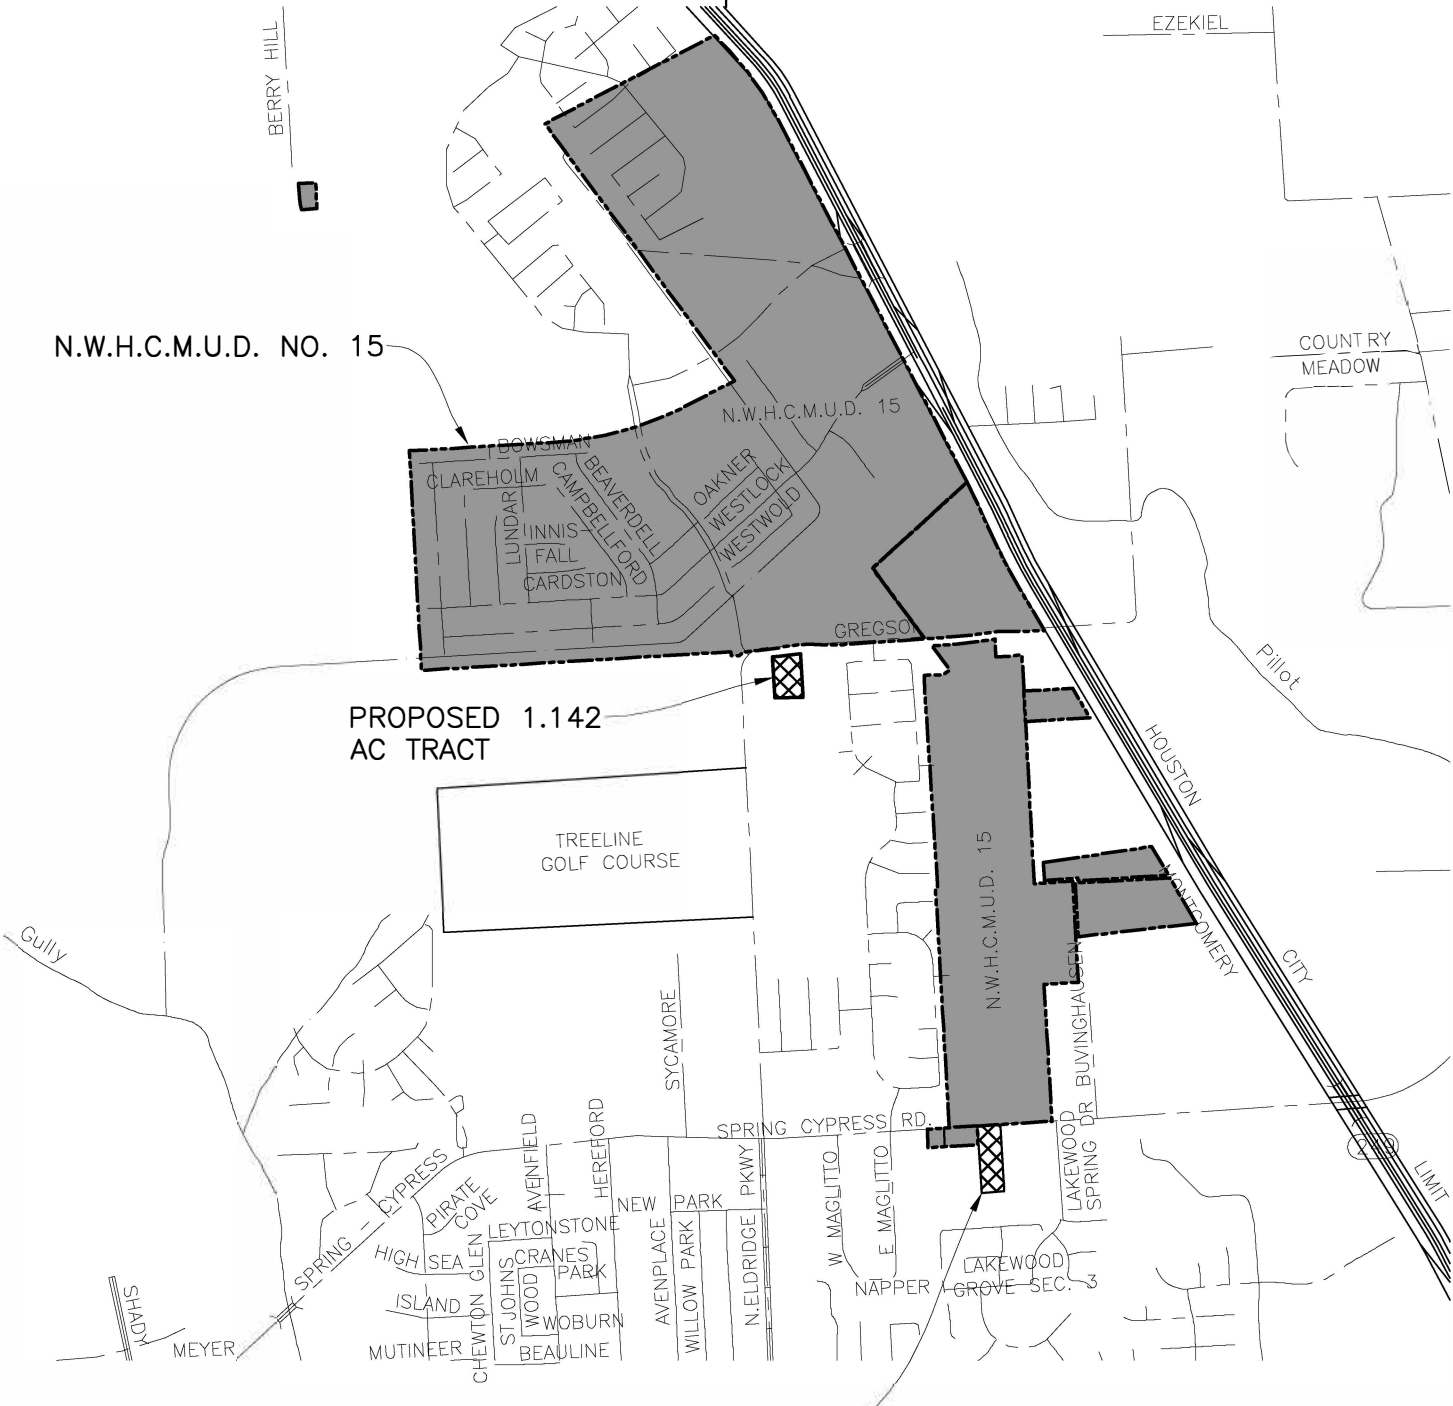 EZEKIEL
BERRY HILL
N.W.H.C.M.U.D. NO. 15
COUNTRY
MEADOW
N.W.H.C.M.U.D. 15
BOWSMAN
CLAREHOLM
LUNDAR
CAMPBELLFORD
BEAVERDELL
OAKNER
WESTLOCK
WESTWOLD
INNIS
FALL
CARDSTON
GREGSO
Pillot
PROPOSED 1.142
AC TRACT
HOUSTON
TREELINE
GOLF COURSE
N.W.H.C.M.U.D. 15
MONTGOMERY
Gully
CITY
SYCAMORE
LAKEWOOD
SPRING DR BUVINGHAUSEN
SPRING CYPRESS RD.
249
LIMIT
SPRING CYPRESS
PIRATE
COVE
AVENFIELD
HEREFORD
NEW PARK
N.ELDRIDGE PKWY
W MAGLITTO
E MAGLITTO
LEYTONSTONE
HIGH SEA
CHEWTON GLEN
STJOHNS
WOOD
CRANES
PARK
AVENPLACE
WILLOW PARK
NAPPER
LAKEWOOD
GROVE SEC. 3
ISLAND
WOBURN
SHADY
MEYER
MUTINEER
BEAULINE